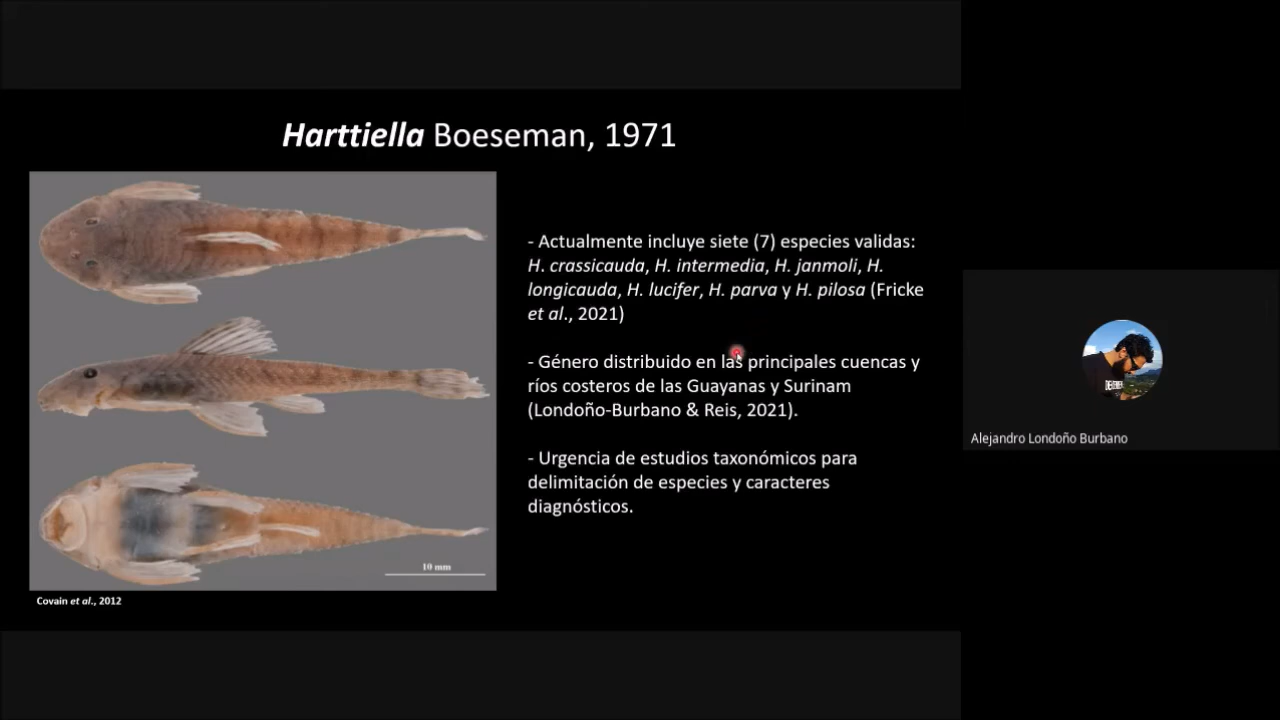 Harttiella Boeseman, 1971
- Actualmente incluye siete (7) especies validas:
H. crassicauda, H. intermedia, H. janmoli, H.
longicauda, H. lucifer, H. parva y H. pilosa (Fricke
et al., 2021)
- Género distribuido en las principales cuencas y
ríos costeros de las Guayanas y Surinam
(Londoño-Burbano & Reis, 2021).
- Urgencia de estudios taxonómicos para
delimitación de especies y caracteres
diagnósticos.
10 mm
Covain et al., 2012
Alejandro Londoño Burbano